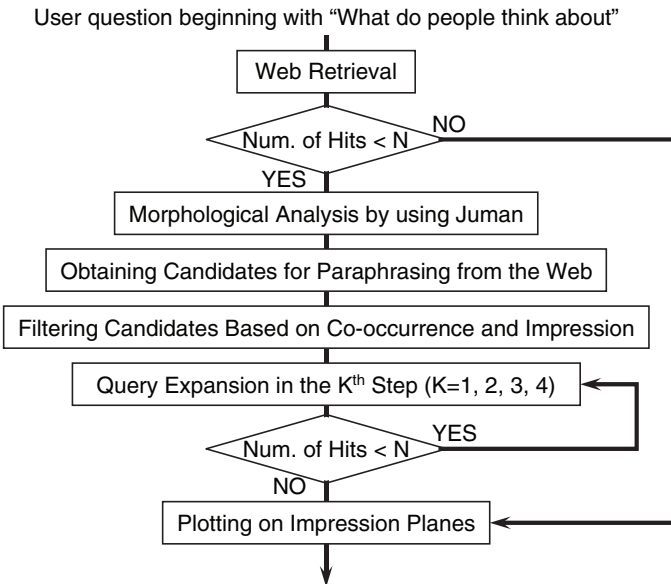 User question beginning with “What do people think about”
Web Retrieval
Num. of Hits < N
NO
YES
Morphological Analysis by using Juman
Obtaining Candidates for Paraphrasing from the Web
Filtering Candidates Based on Co-occurrence and Impression
Query Expansion in the Kth Step (K=1, 2, 3, 4)
Num. of Hits < N
YES
NO
Plotting on Impression Planes